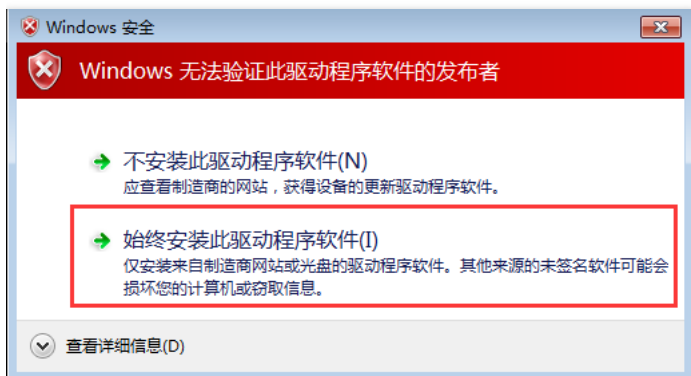 Windows 安全
Windows 无法验证此驱动程序软件的发布者
不安装此驱动程序软件(N)
应查看制造商的网站，获得设备的更新驱动程序软件。
始终安装此驱动程序软件(I)
仅安装来自制造商网站或光盘的驱动程序软件。其他来源的未签名软件可能会
损坏您的计算机或窃取信息。
查看详细信息(D)